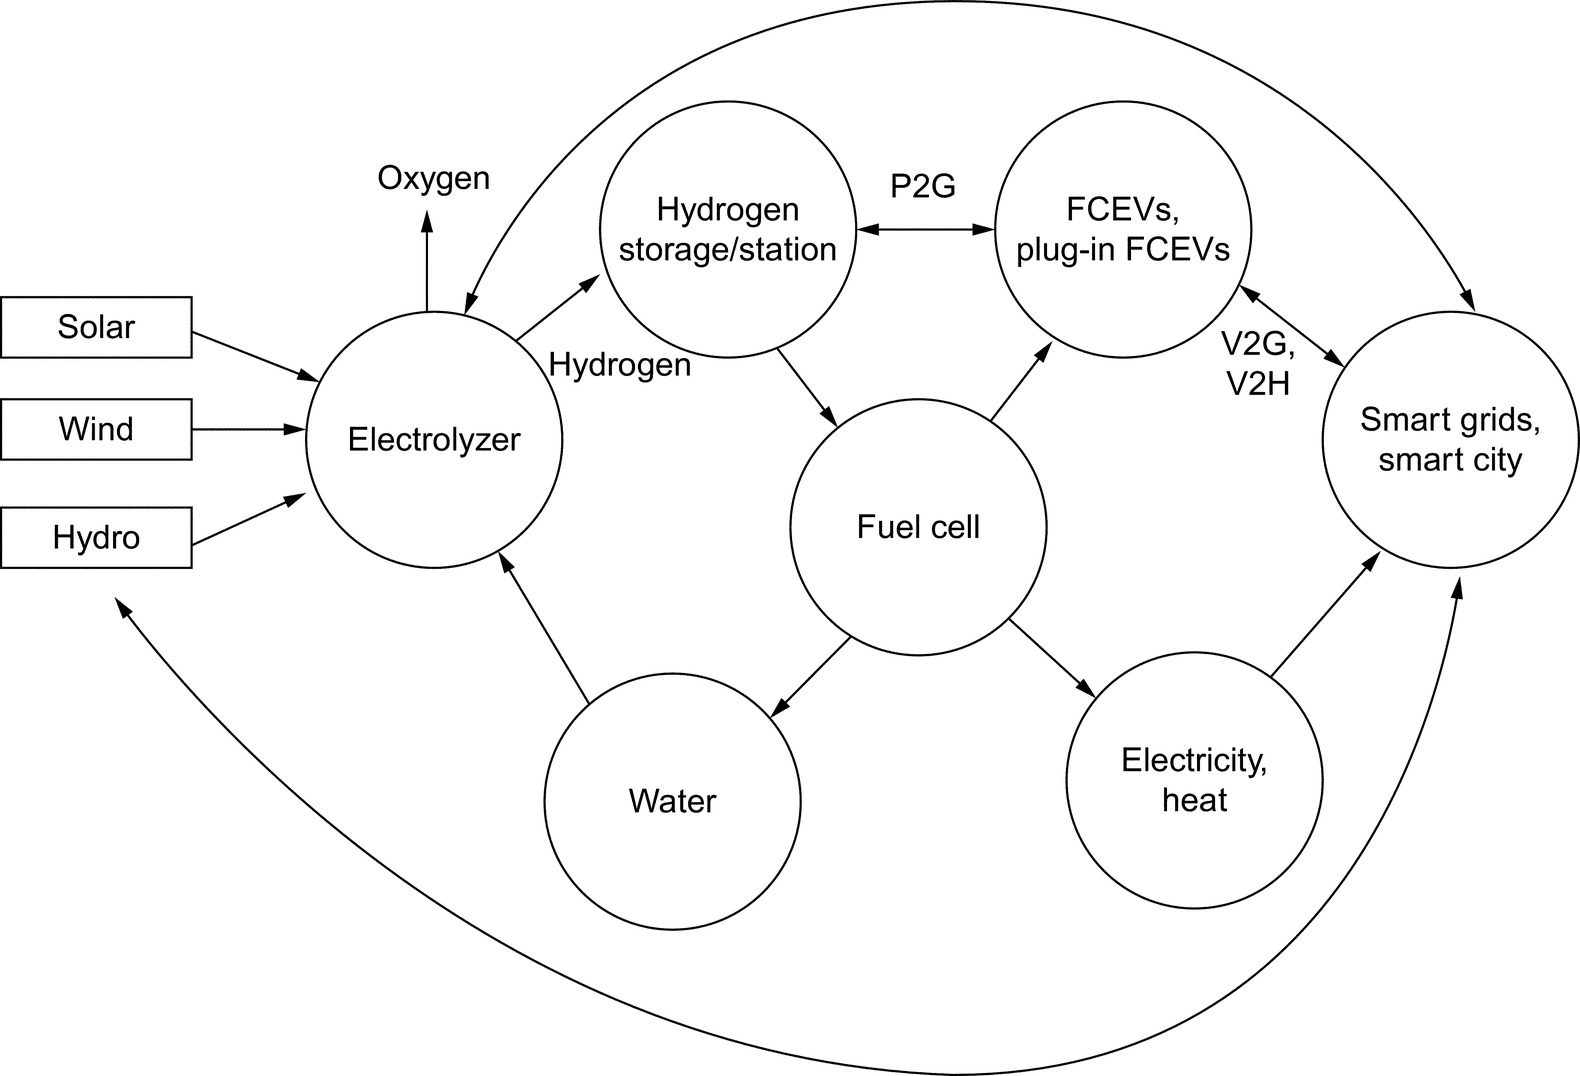 Oxygen
P2G
Hydrogen
storage/station
FCEVs,
plug-in FCEVs
Solar
Wind
Hydro
Electrolyzer
Hydrogen
V2G,
V2H
Smart grids,
smart city
Fuel cell
Water
Electricity,
heat